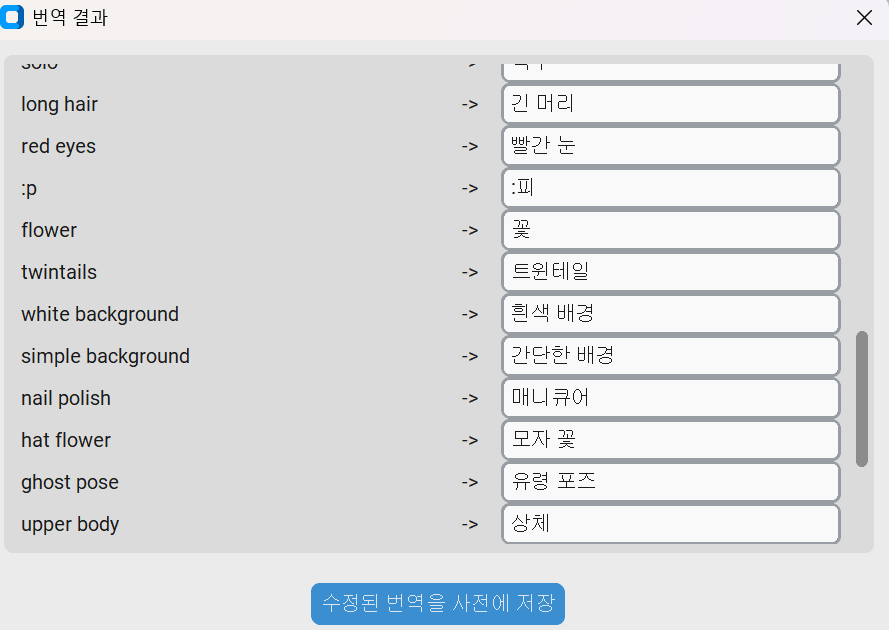 번역 결과
solo ->
long hair -> 긴 머리
red eyes -> 빨간 눈
:p -> :피
flower -> 꽃
twintails -> 트윈테일
white background -> 흰색 배경
simple background -> 간단한 배경
nail polish -> 매니큐어
hat flower -> 모자 꽃
ghost pose -> 유령 포즈
upper body -> 상체
수정된 번역을 사전에 저장